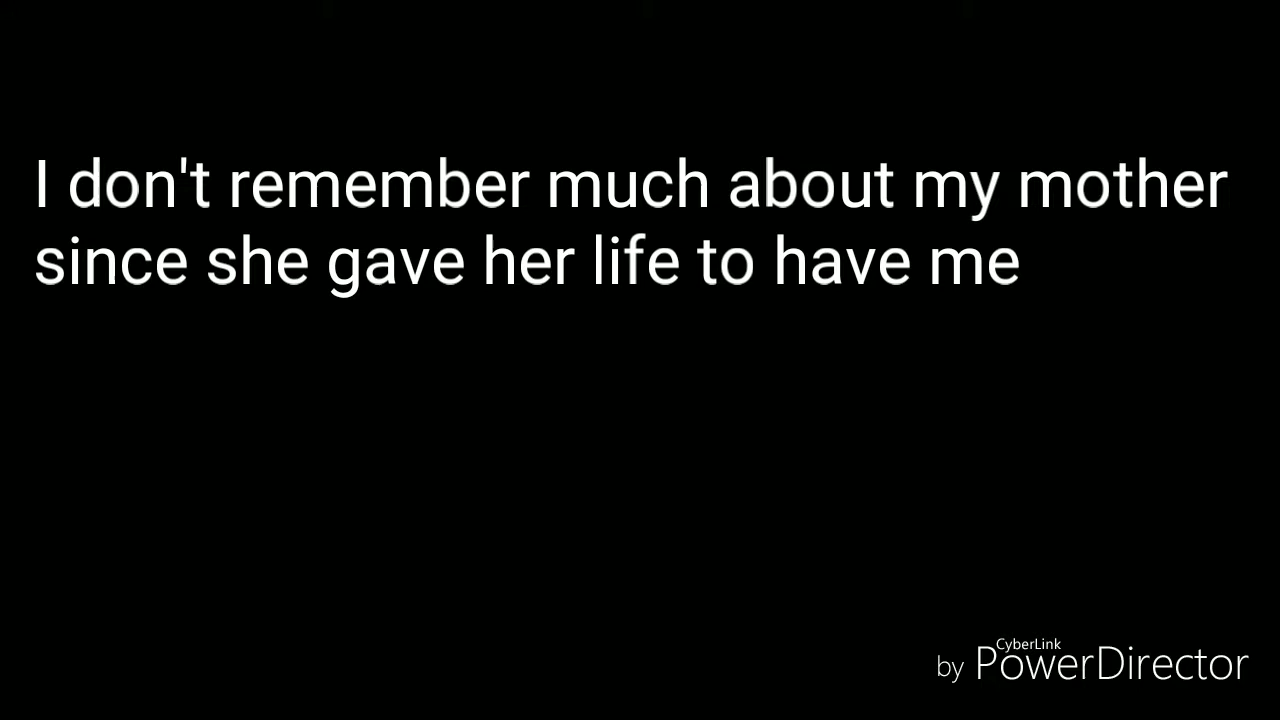 I don't remember much about my mother
since she gave her life to have me
CyberLink
by PowerDirector